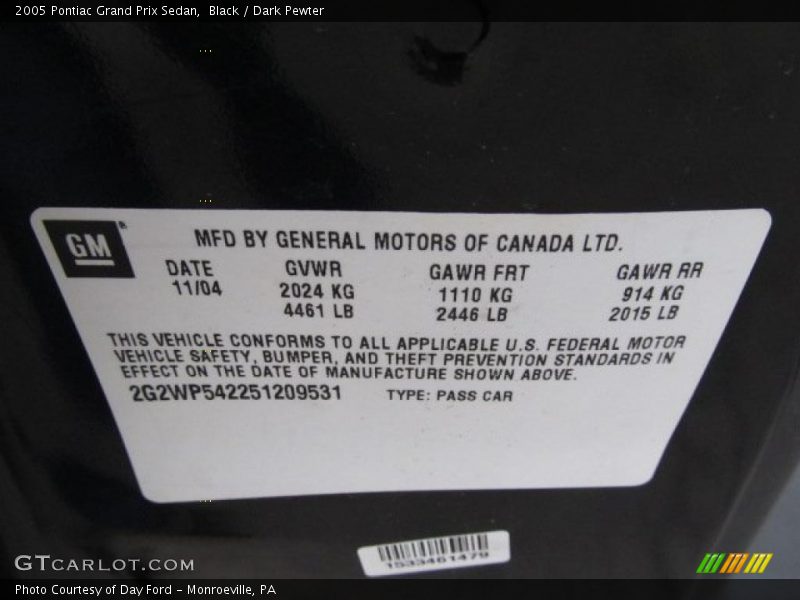 2005 Pontiac Grand Prix Sedan,  Black / Dark Pewter
GM
MFD BY GENERAL MOTORS OF CANADA LTD.
DATE GVWR GAWR FRT GAWR RR
11/04 2024 KG 1110 KG 914 KG
4461 LB 2446 LB 2015 LB
THIS VEHICLE CONFORMS TO ALL APPLICABLE U.S. FEDERAL MOTOR
VEHICLE SAFETY, BUMPER, AND THEFT PREVENTION STANDARDS IN
EFFECT ON THE DATE OF MANUFACTURE SHOWN ABOVE.
2G2WP542251209531 TYPE: PASS CAR
1533461479
GTCARLOT.COM
Photo Courtesy of Day Ford – Monroeville, PA